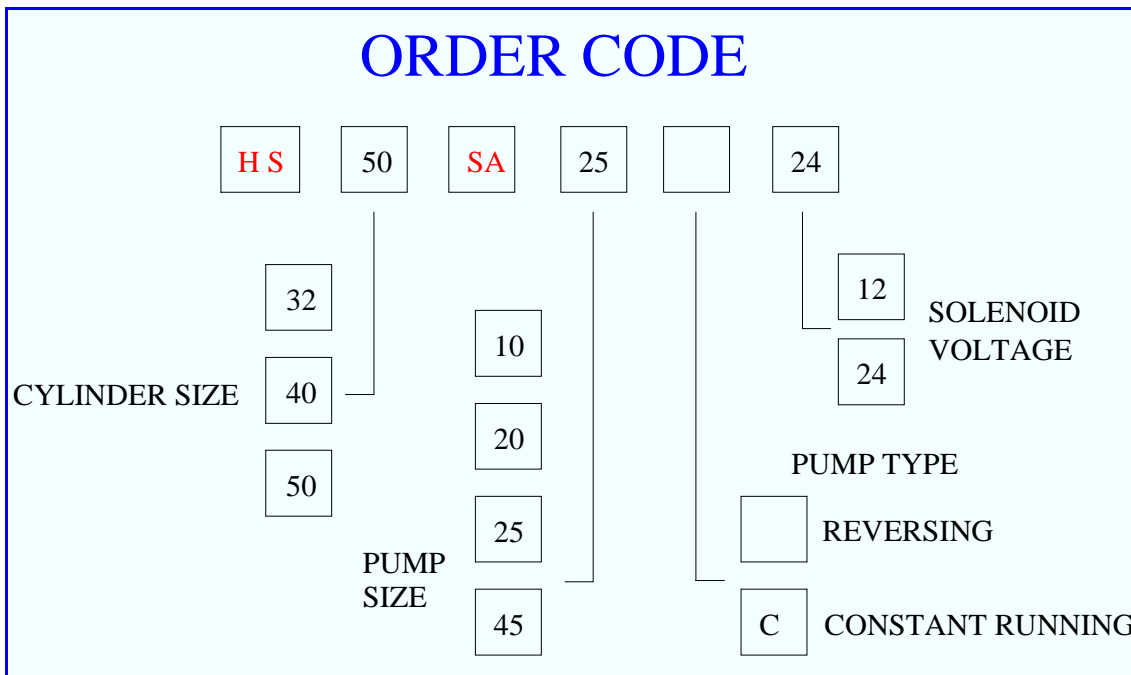 ORDER CODE
H S 50 SA 25 24
32
40
50
CYLINDER SIZE
10
20
25
45
PUMP
SIZE
12
24
SOLENOID
VOLTAGE
PUMP TYPE
REVERSING
C CONSTANT RUNNING